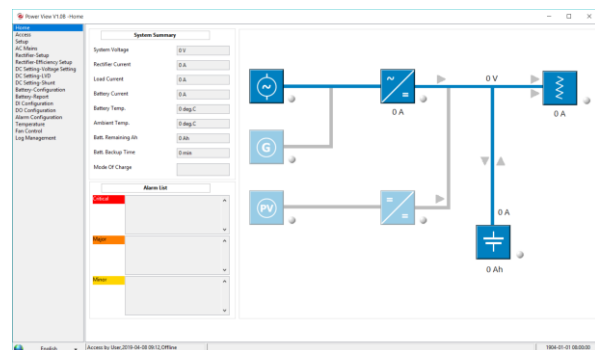 Power View V1.08 -Home
Home
Access
Setup
AC Mains
Rectifier-Setup
Rectifier-Efficiency Setup
DC Setting-Voltage Setting
DC Setting-LVD
DC Setting-Shunt
Battery-Configuration
Battery-Report
DI Configuration
DO Configuration
Alarm Configuration
Temperature
Fan Control
Log Management
System Summary
System Voltage 0 V
Rectifier Current 0 A
Load Current 0 A
Battery Current 0 A
Battery Temp. 0 deg.C
Ambient Temp. 0 deg.C
Batt. Remaining Ah 0 Ah
Batt. Backup Time 0 min
Mode Of Charge
Alarm List
Critical
Major
Minor
0 V
0 A
0 A
G
PV
0 A
0 Ah
English
Access by User,2019-04-08 09:12,Offline
1904-01-01 08:00:00